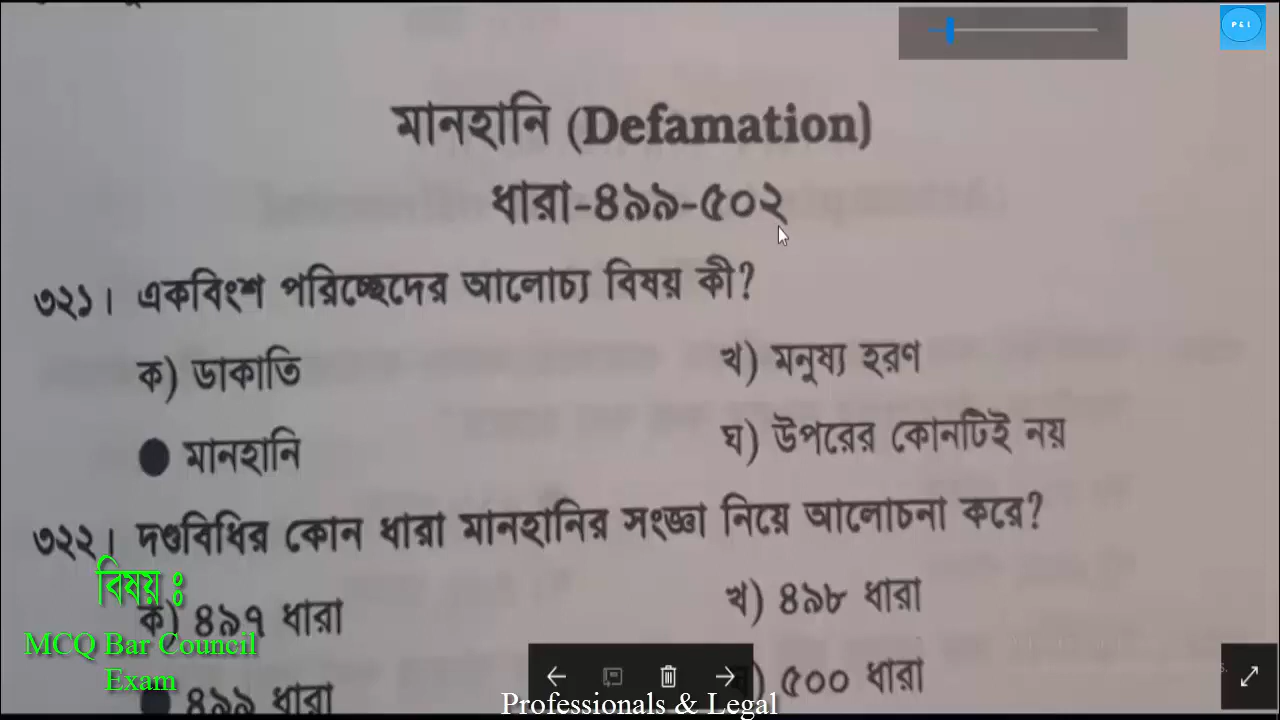 P & L
মানহানি (Defamation)
ধারা-৪৯৯-৫০২
৩২১। একবিংশ পরিচ্ছেদের আলোচ্য বিষয় কী?
ক) ডাকাতি খ) মনুষ্য হরণ
মানহানি ঘ) উপরের কোনটিই নয়
৩২২। দণ্ডবিধির কোন ধারা মানহানির সংজ্ঞা নিয়ে আলোচনা করে?
বিষয় ঃ
ক) ৪৯৭ ধারা খ) ৪৯৮ ধারা
MCQ Bar Council
Exam
৪৯৯ ধারা ৫০০ ধারা
Professionals & Legal